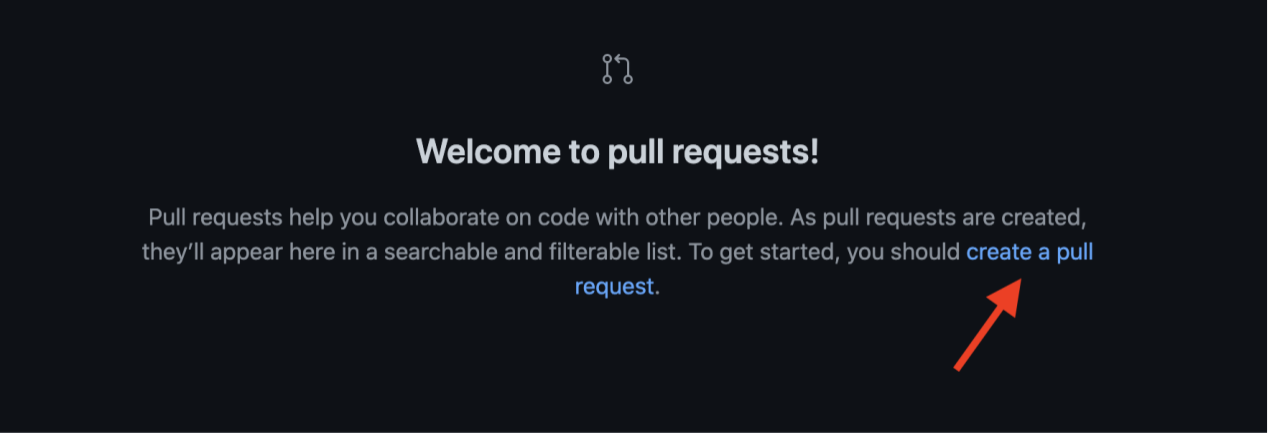 Welcome to pull requests!
Pull requests help you collaborate on code with other people. As pull requests are created,
they’ll appear here in a searchable and filterable list. To get started, you should create a pull
request.